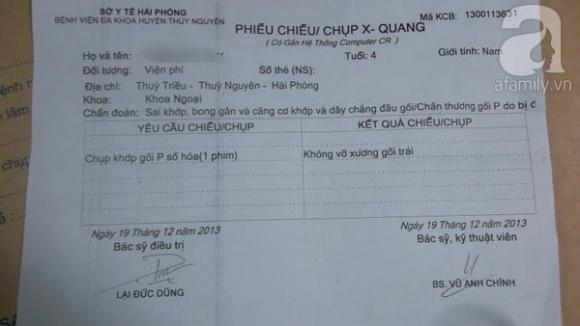 SỞ Y TẾ HẢI PHÒNG
BỆNH VIỆN ĐA KHOA HUYỆN THỦY NGUYÊN
Mã KCB: 1300113631
PHIẾU CHIẾU/ CHỤP X- QUANG
( Có Gắn Hệ Thống Computer CR )
Họ và tên:
Tuổi: 4
Giới tính: Nam
Đối tượng: Viện phí
Số thẻ (NS):
Địa chỉ: Thuỷ Triều - Thuỷ Nguyên - Hải Phòng
Khoa: Khoa Ngoại
Chẩn đoán: Sai khớp, bong gân và căng cơ khớp và dây chằng đầu gối/Chấn thương gối P do bị
YÊU CẦU CHIẾU/CHỤP
KẾT QUẢ CHIẾU/CHỤP
Chụp khớp gối P số hóa(1 phim)
Không vỡ xương gối trái
Ngày 19 Tháng 12 năm 2013
Bác sỹ điều trị
LẠI ĐỨC DŨNG
Ngày 19 Tháng 12 năm 2013
Bác sỹ, kỹ thuật viên
BS. VŨ ANH CHỈNH
afamily.vn